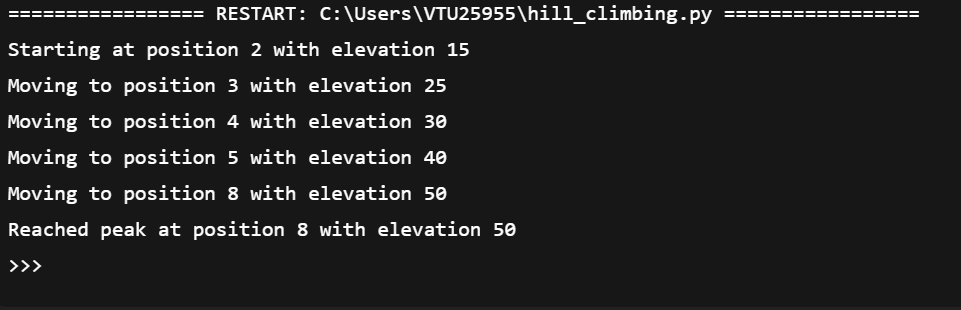 ================= RESTART: C:\Users\VTU25955\hill_climbing.py =================
Starting at position 2 with elevation 15
Moving to position 3 with elevation 25
Moving to position 4 with elevation 30
Moving to position 5 with elevation 40
Moving to position 8 with elevation 50
Reached peak at position 8 with elevation 50
>>>